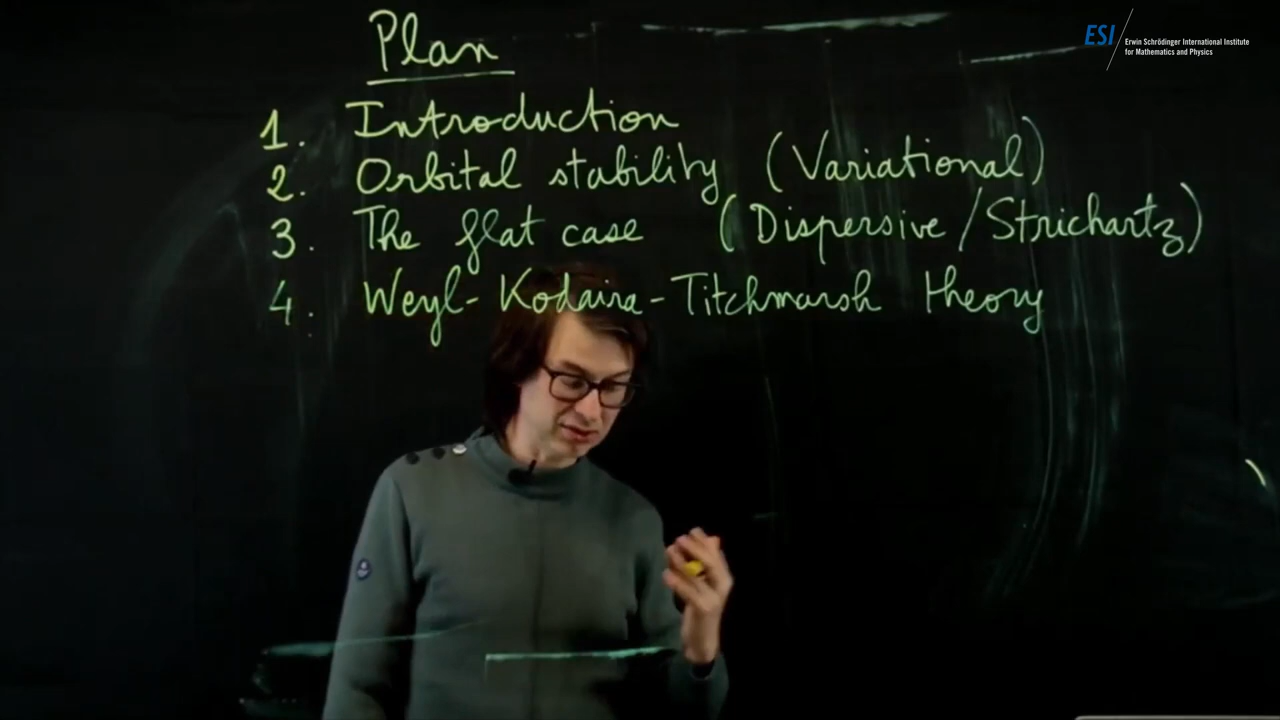 ESI Erwin Schrödinger International Institute
for Mathematics and Physics
Plan
1. Introduction
2. Orbital stability (Variational)
3. The flat case (Dispersive/Strichartz)
4. Weyl-Kodaira-Titchmarsh theory